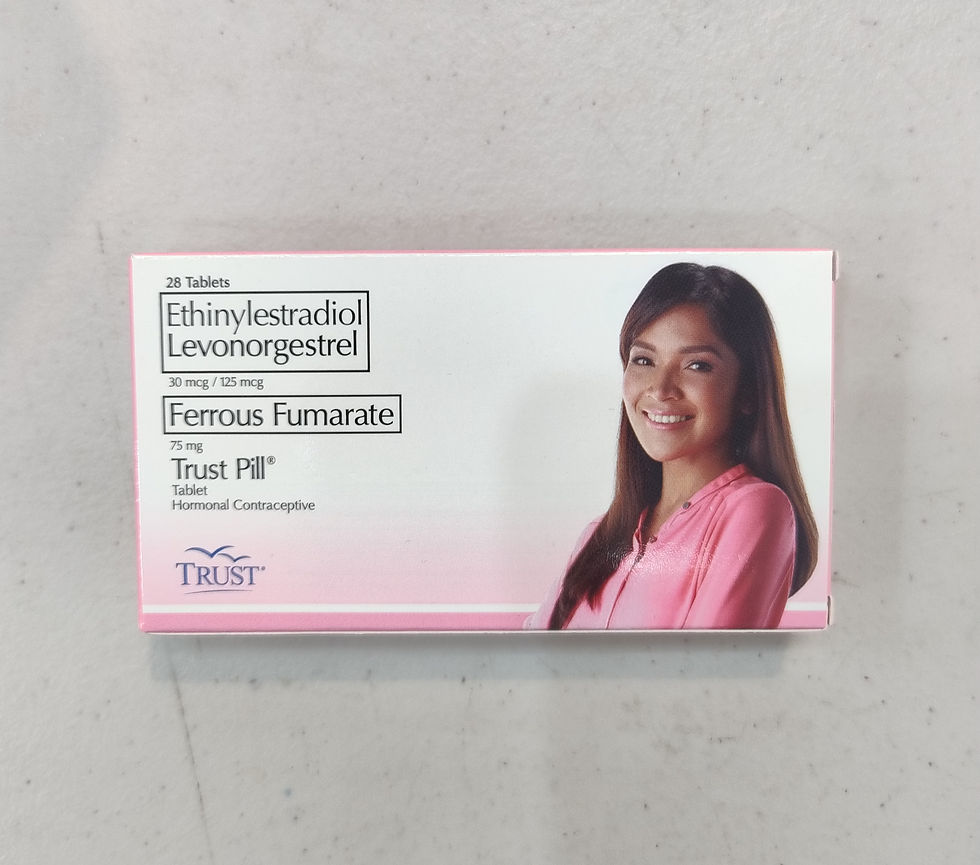 28 Tablets
Ethinylestradiol
Levonorgestrel
30 mcg / 125 mcg
Ferrous Fumarate
75 mg
Trust Pill®
Tablet
Hormonal Contraceptive
TRUST®